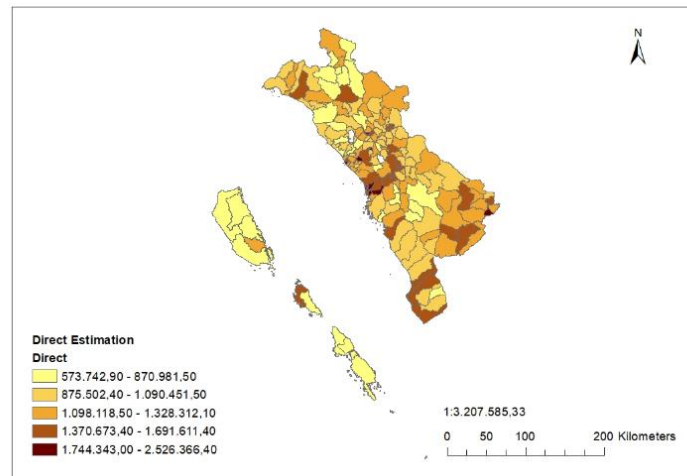 N
Direct Estimation
Direct
573.742,90 - 870.981,50
875.502,40 - 1.090.451,50
1.098.118,50 - 1.328.312,10
1.370.673,40 - 1.691.611,40
1.744.343,00 - 2.526.366,40
1:3.207.585,33
0 50 100 200 Kilometers